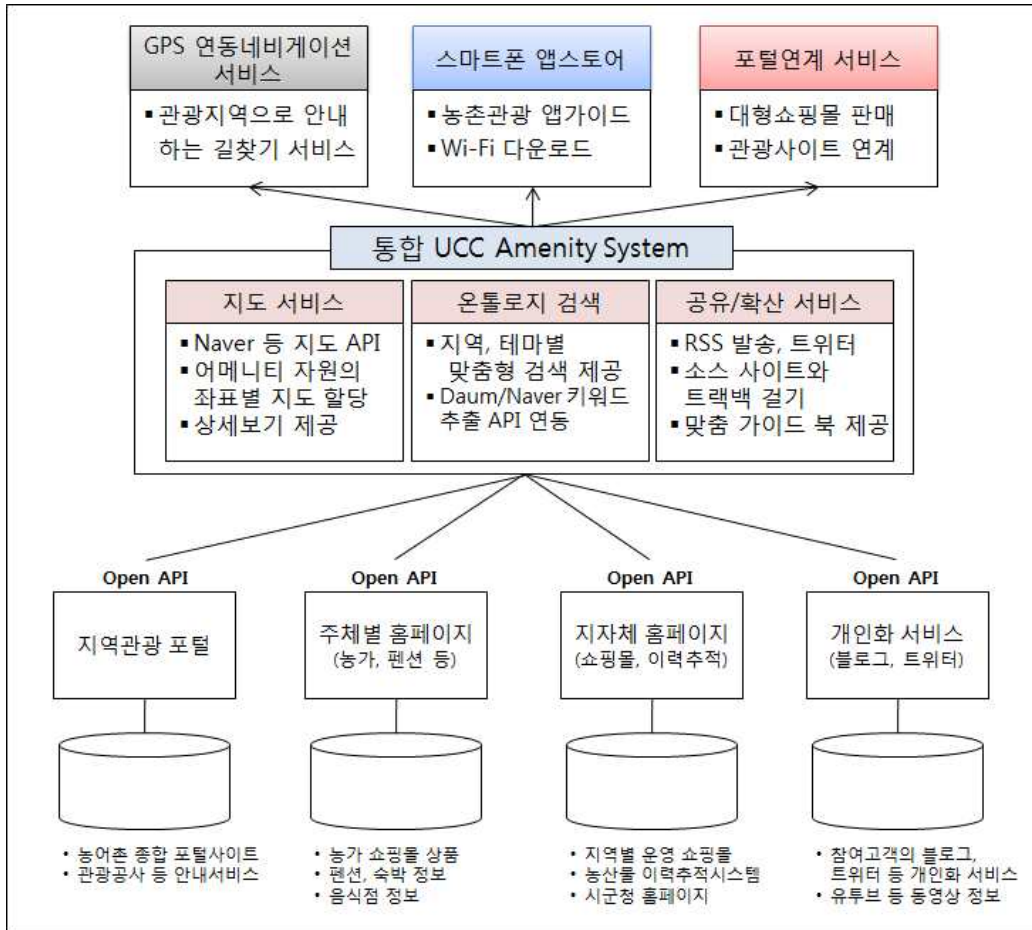 GPS 연동네비게이션
서비스
▪ 관광지역으로 안내
하는 길찾기 서비스
스마트폰 앱스토어
▪ 농촌관광 앱가이드
▪ Wi-Fi 다운로드
포털연계 서비스
▪ 대형쇼핑몰 판매
▪ 관광사이트 연계
통합 UCC Amenity System
지도 서비스
▪ Naver 등 지도 API
▪ 어메니티 자원의
좌표별 지도 할당
▪ 상세보기 제공
온톨로지 검색
▪ 지역, 테마별
맞춤형 검색 제공
▪ Daum/Naver 키워드
추출 API 연동
공유/확산 서비스
▪ RSS 발송, 트위터
▪ 소스 사이트와
트랙백 걸기
▪ 맞춤 가이드 북 제공
Open API
지역관광 포털
• 농어촌 종합 포털사이트
• 관광공사 등 안내서비스
Open API
주체별 홈페이지
(농가, 펜션 등)
• 농가 쇼핑몰 상품
• 펜션, 숙박 정보
• 음식점 정보
Open API
지자체 홈페이지
(쇼핑몰, 이력추적)
• 지역별 운영 쇼핑몰
• 농산물 이력추적시스템
• 시군청 홈페이지
Open API
개인화 서비스
(블로그, 트위터)
• 참여고객의 블로그,
트위터 등 개인화 서비스
• 유투브 등 동영상 정보